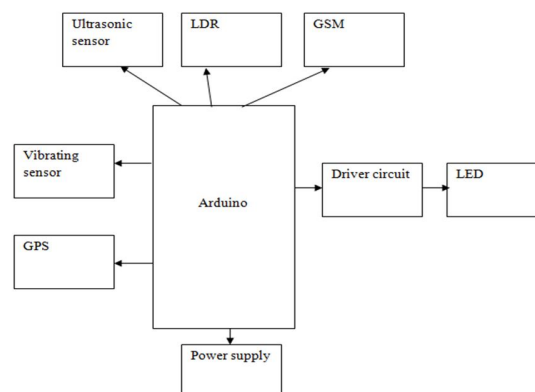 Ultrasonic
sensor
LDR
GSM
Vibrating
sensor
Arduino
Driver circuit
LED
GPS
Power supply